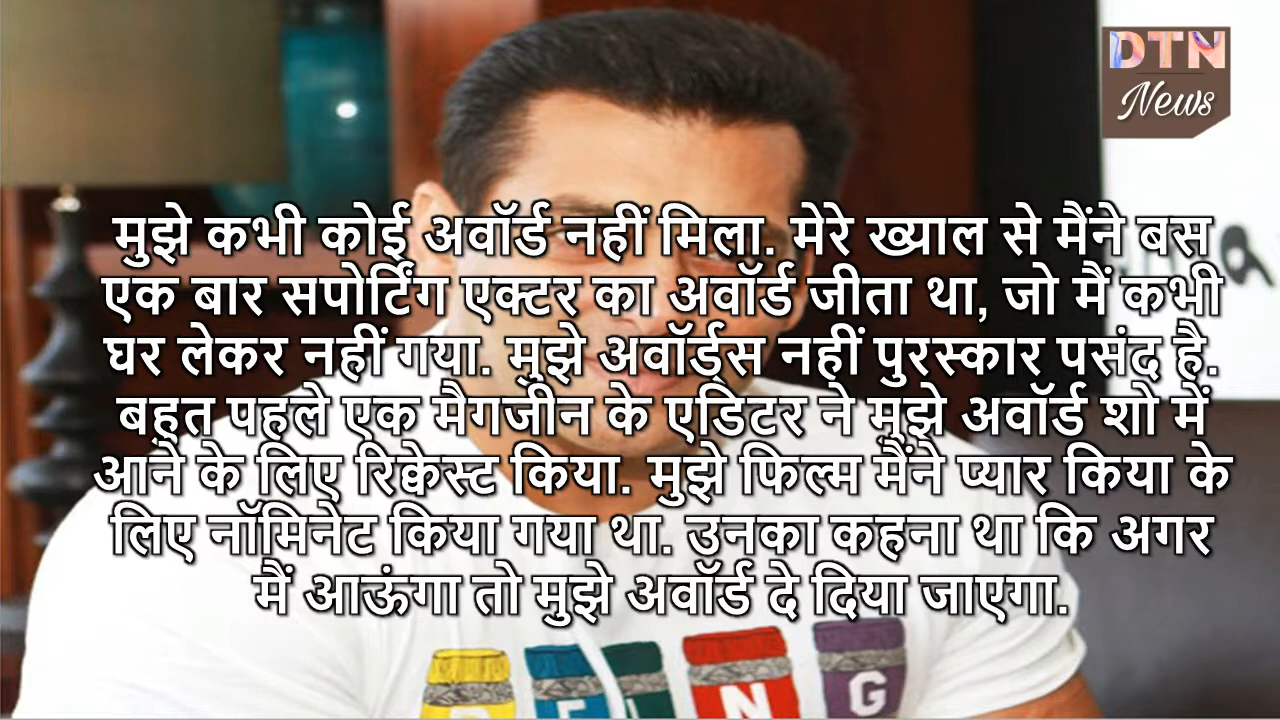 DTN
News
मुझे कभी कोई अवॉर्ड नहीं मिला. मेरे ख्याल से मैंने बस
एक बार सपोर्टिंग एक्टर का अवॉर्ड जीता था, जो मैं कभी
घर लेकर नहीं गया. मुझे अवॉर्ड्स नहीं पुरस्कार पसंद है.
बहुत पहले एक मैगजीन के एडिटर ने मुझे अवॉर्ड शो में
आने के लिए रिक्वेस्ट किया. मुझे फिल्म मैंने प्यार किया के
लिए नॉमिनेट किया गया था. उनका कहना था कि अगर
मैं आऊंगा तो मुझे अवॉर्ड दे दिया जाएगा.
N G